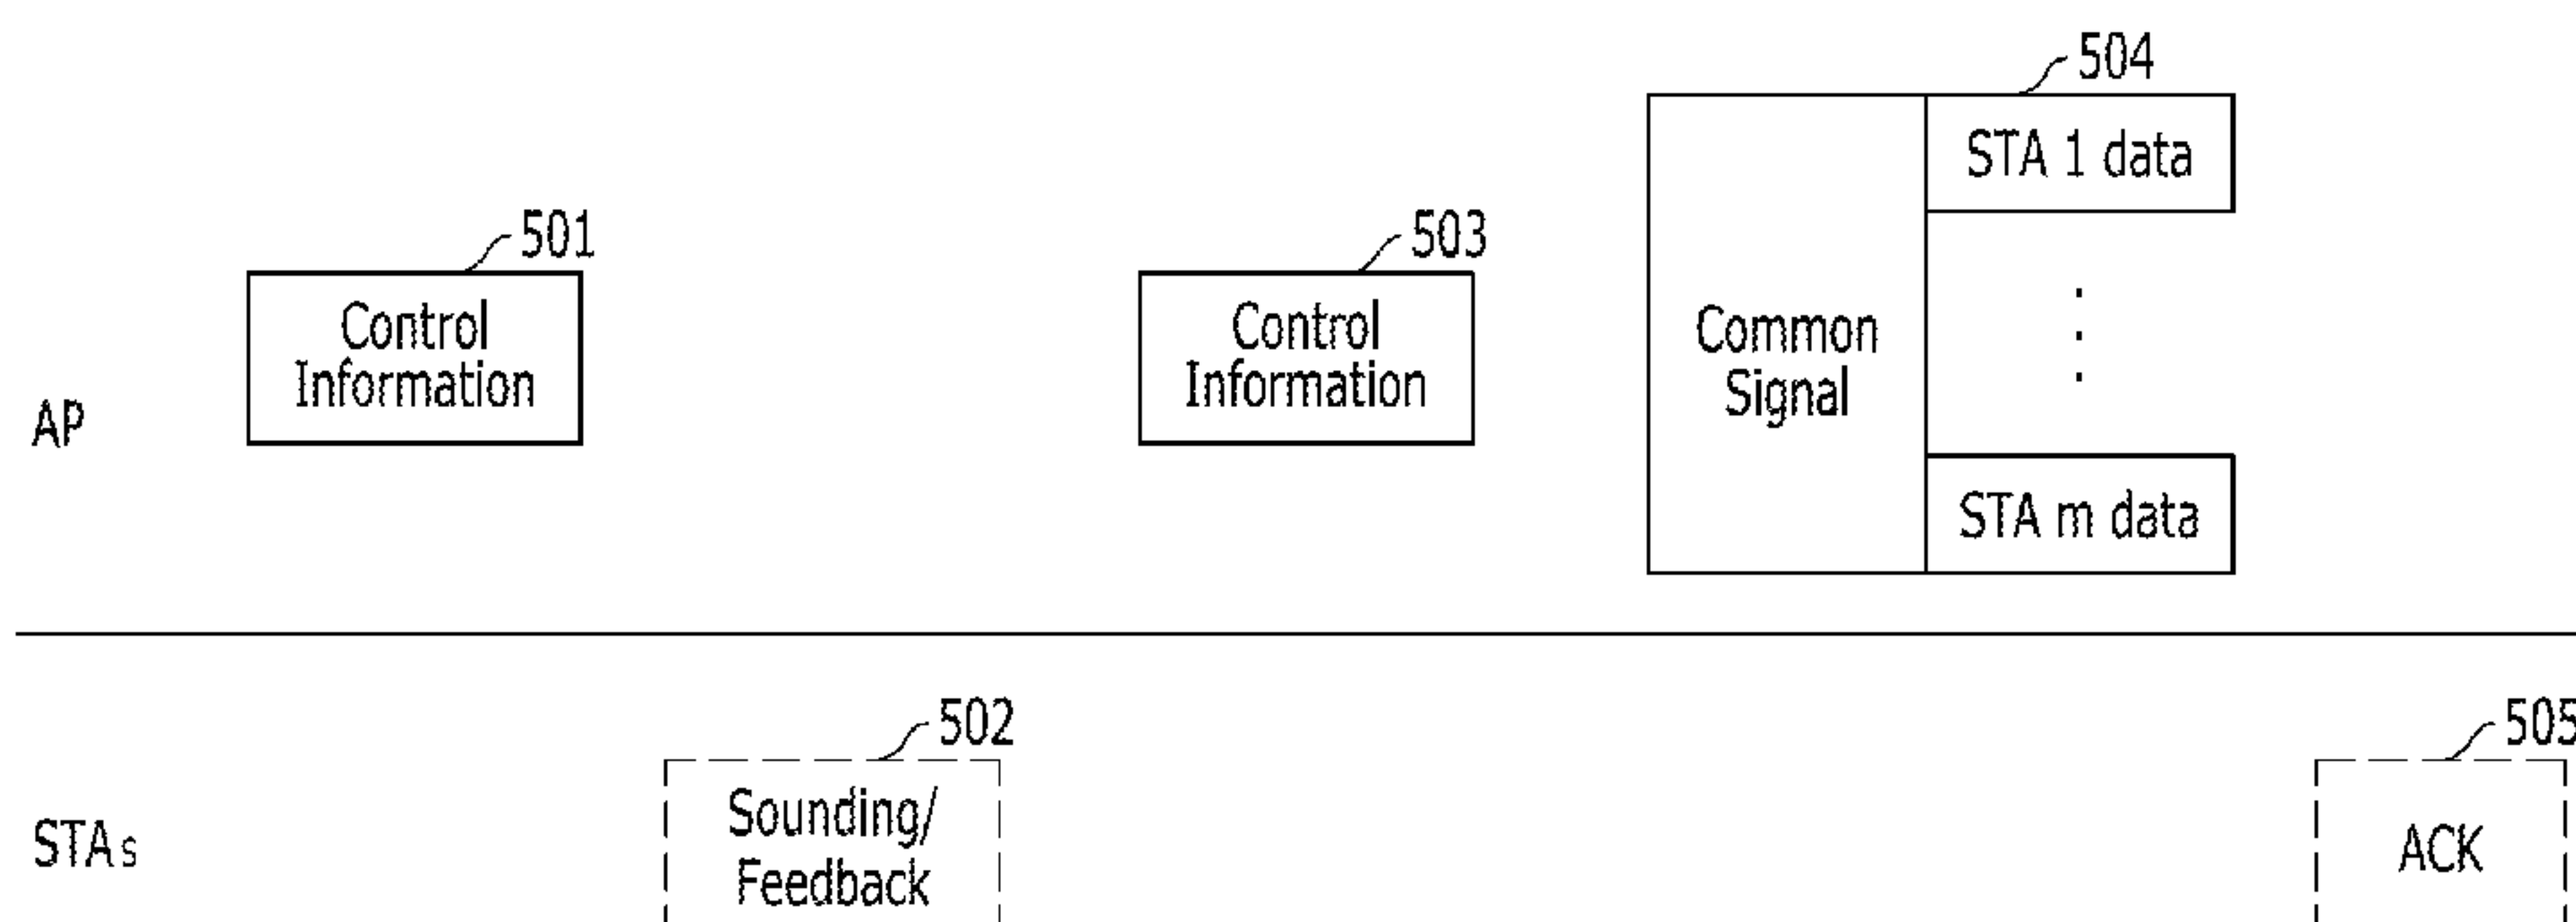 504
STA 1 data
501
503
Control
Information
Control
Information
Common
Signal
AP
STA m data
502
505
Sounding/
Feedback
STAs
ACK